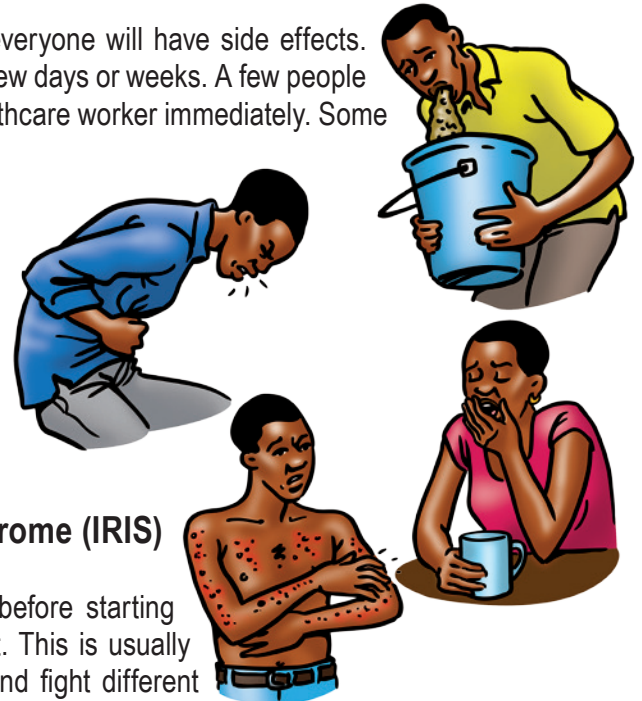 everyone will have side effects.
ew days or weeks. A few people
thcare worker immediately. Some
rome (IRIS)
before starting
. This is usually
nd fight different